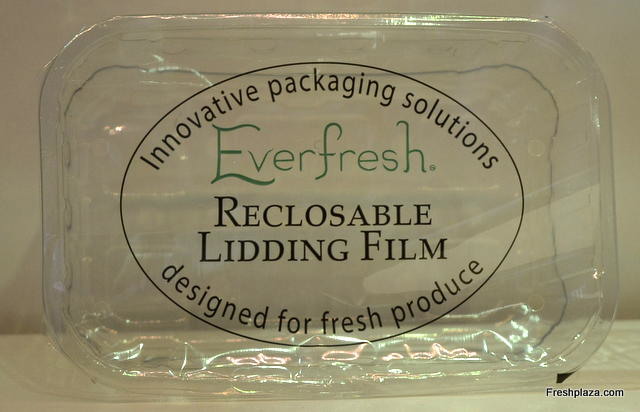 Innovative packaging solutions
Everfresh®
RECLOSABLE
LIDDING FILM
designed for fresh produce
Freshplaza.com